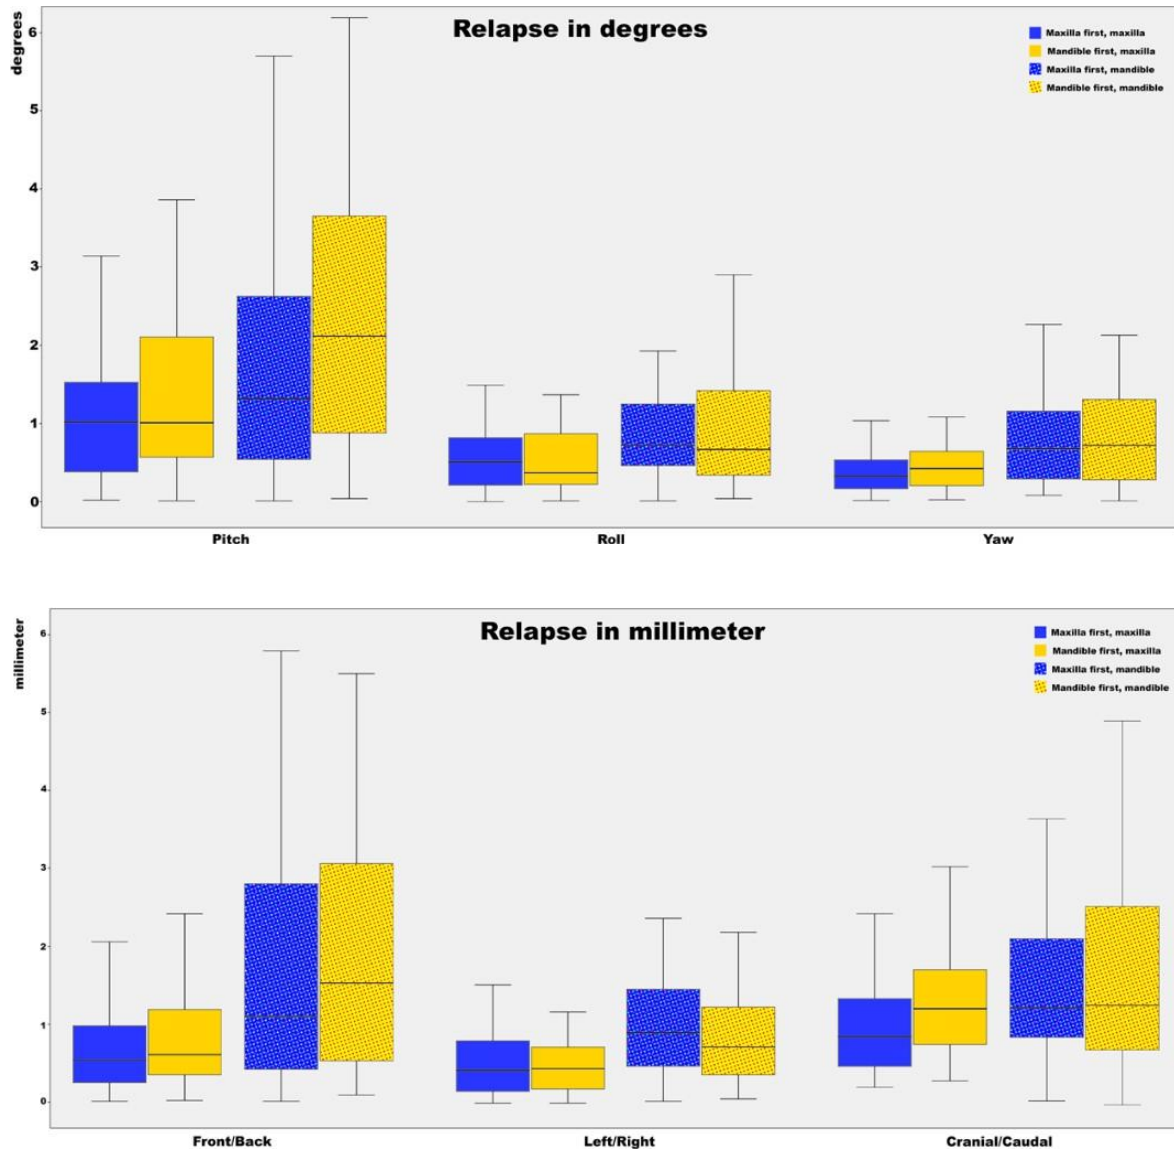 Relapse in degrees
degrees
6
5
4
3
2
1
0
Maxilla first, maxilla
Mandible first, maxilla
Maxilla first, mandible
Mandible first, mandible
Pitch
Roll
Yaw
Relapse in millimeter
millimeter
6
5
4
3
2
1
0
Maxilla first, maxilla
Mandible first, maxilla
Maxilla first, mandible
Mandible first, mandible
Front/Back
Left/Right
Cranial/Caudal